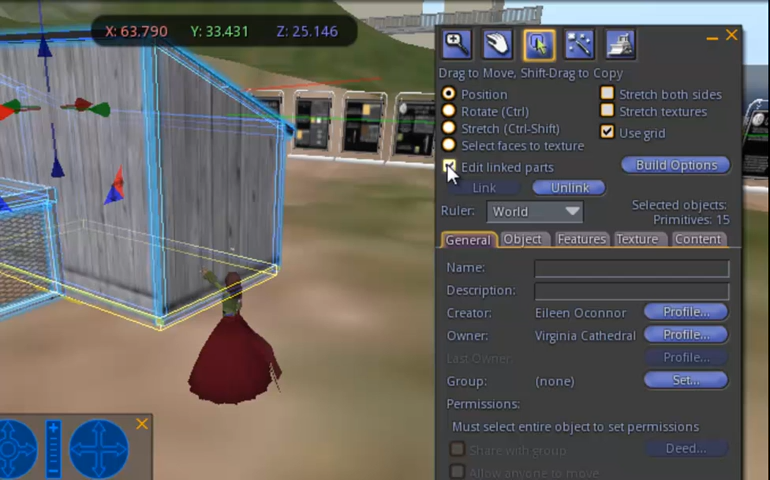 X: 63.790 Y: 33.431 Z: 25.146
Drag to Move, Shift-Drag to Copy
Position
Stretch both sides
Rotate (Ctrl)
Stretch textures
Stretch (Ctrl-Shift)
Use grid
Select faces to texture
Edit linked parts
Build Options
Link
Unlink
Ruler: World
Selected objects:
Primitives: 15
General Object Features Texture Content
Name:
Description:
Creator: Eileen Oconnor Profile...
Owner: Virginia Cathedral Profile...
Last Owner: Profile...
Group: (none) Set...
Permissions:
Must select entire object to set permissions
Share with group Deed...
Allow anyone to move